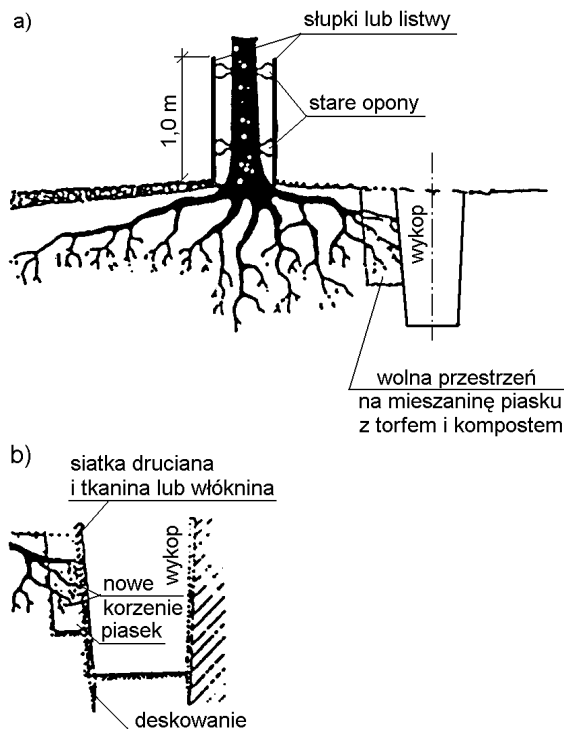 a)
słupki lub listwy
stare opony
1,0 m
wykop
wolna przestrzeń
na mieszaninę piasku
z torfem i kompostem
b)
siatka druciana
i tkanina lub włóknina
wykop
nowe
korzenie
piasek
deskowanie